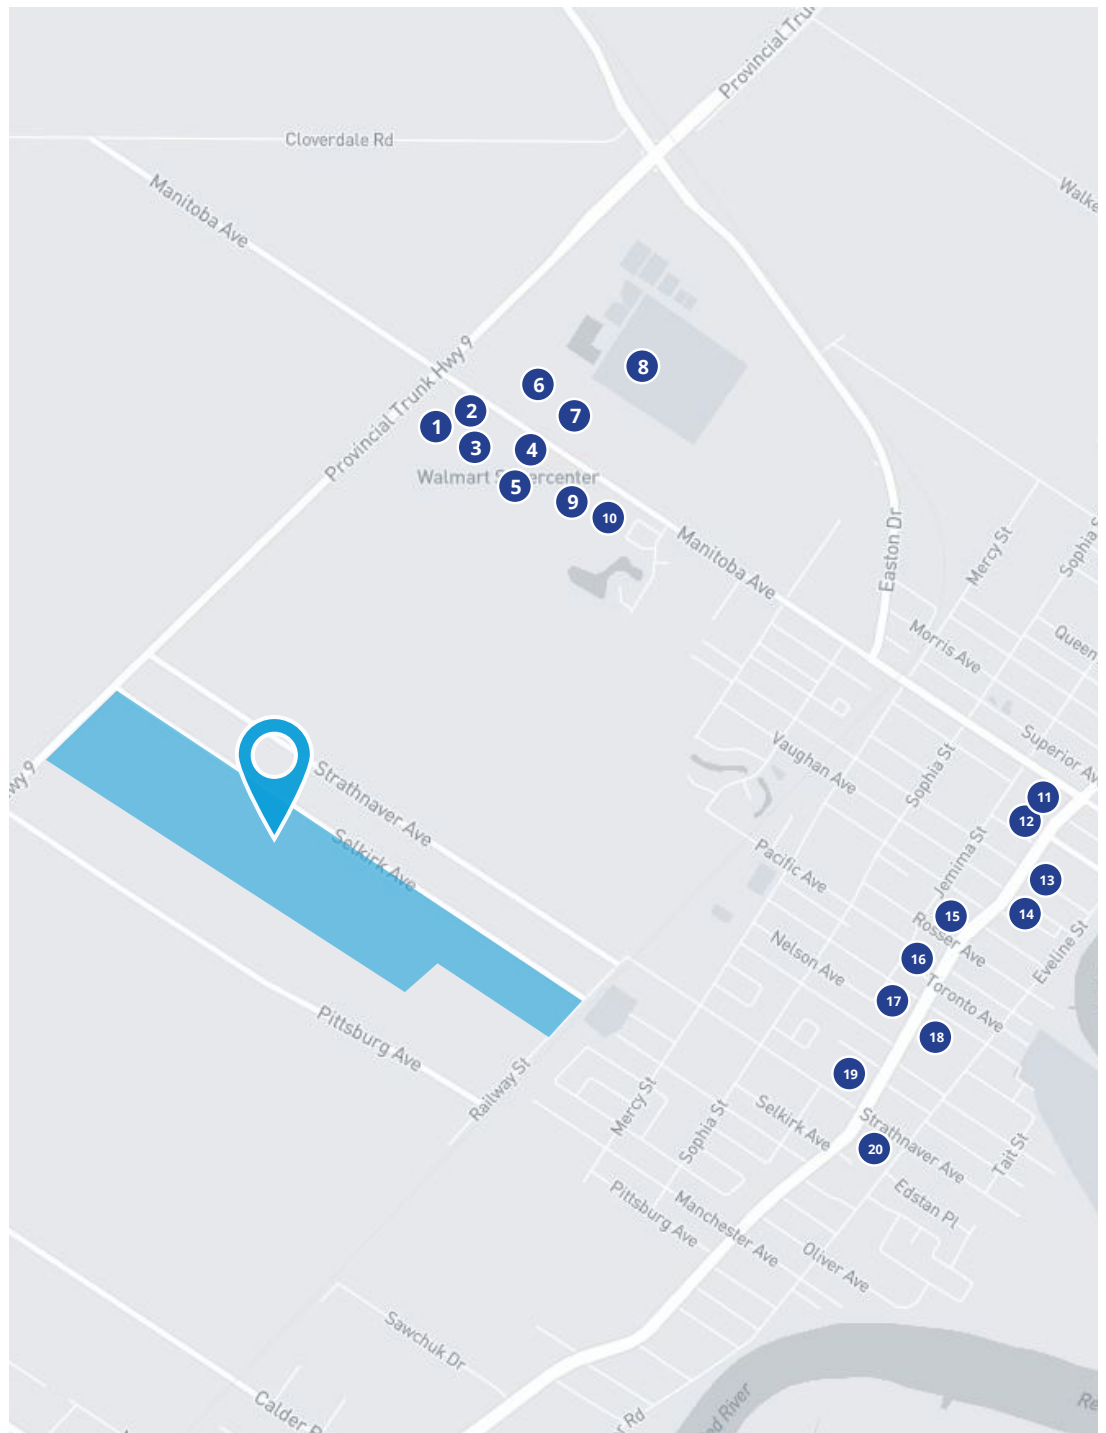 Provincial Tru
Cloverdale Rd
Manitoba Ave
Walke
Provincial Trunk Hwy 9
8
6
7
2
1
3
4
Walmart S
ercenter
5
9
10
Manitoba Ave
Easton Dr
Mercy St
Sophia S
Morris Ave
Queen
Superior Av
Vaughan Ave
Sophia St
wy 9
Strathnaver Ave
Selkirk Ave
11
12
Jemima St
Pacific Ave
13
14
15
Rosser Ave
Eveline St
Nelson Ave
16
17
Toronto Ave
18
Pittsburg Ave
Railway St
19
Mercy St
Sophia St
Selkirk Ave
Strathnaver Ave
Tait St
20
Edstan Pl
Pittsburg Ave
Manchester Ave
Oliver Ave
Sawchuk Dr
Calder R
r Rd
ed River
Re